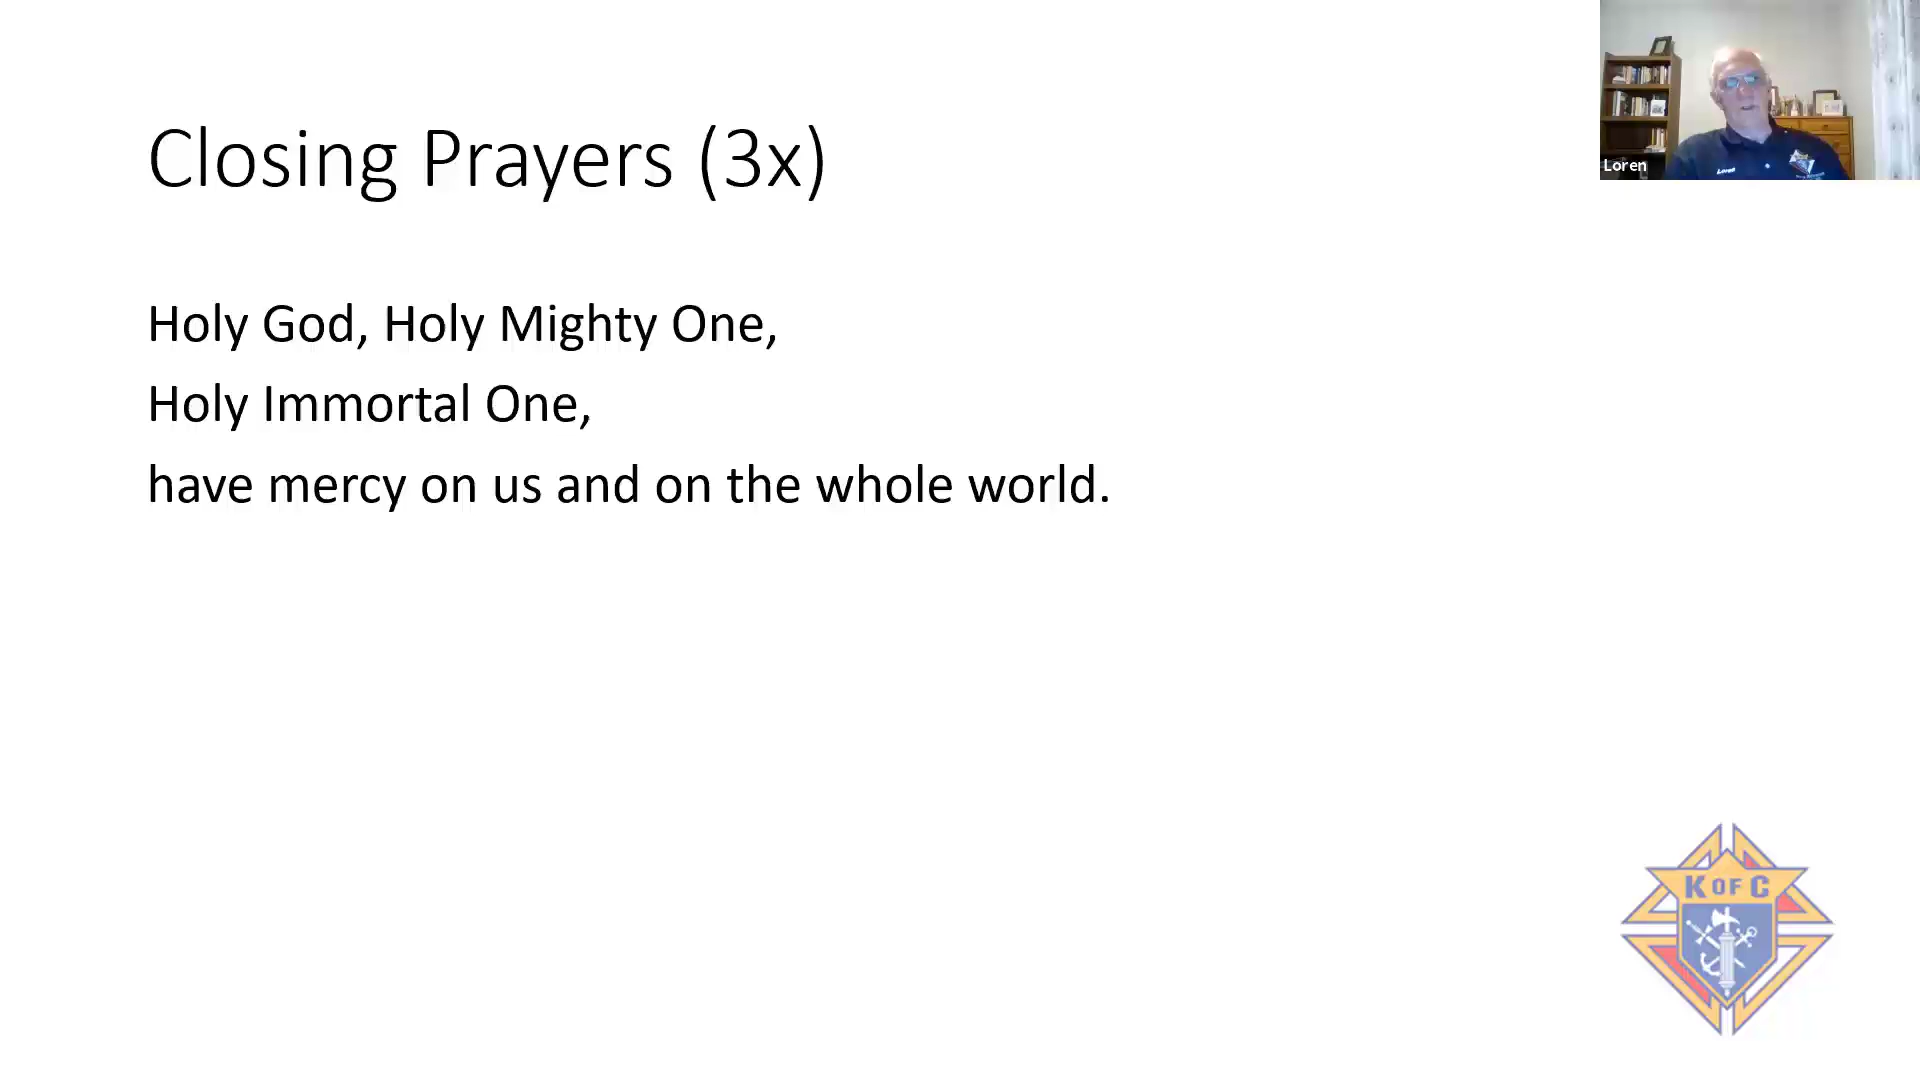 Closing Prayers (3x)
Holy God, Holy Mighty One,
Holy Immortal One,
have mercy on us and on the whole world.
Loren
Loren
K OF C